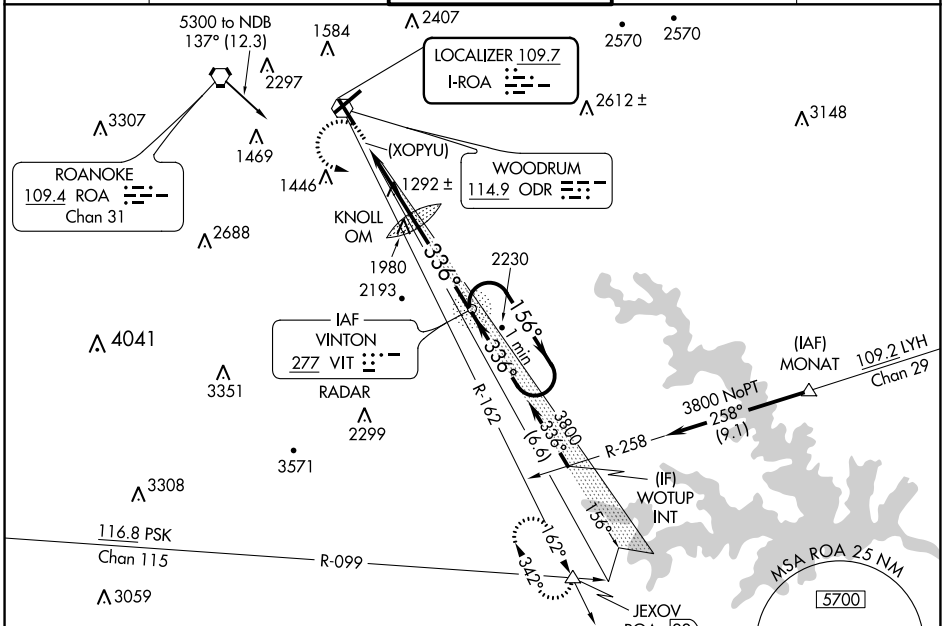 5300 to NDB
137° (12.3)
1584
2407
2570
2570
2297
LOCALIZER 109.7
I-ROA
2612 ±
3148
3307
1469
(XOPYU)
ROANOKE
109.4 ROA
Chan 31
1446
1292 ±
WOODRUM
114.9 ODR
KNOLL
OM
2688
1980
336°
2230
2193
156°
1 min
IAF
VINTON
277 VIT
RADAR
336°
4041
(IAF)
MONAT
109.2 LYH
Chan 29
3351
R-162
3800 NoPT
258°
(9.1)
2299
3800
336°
(6.6)
R-258
3571
(IF)
WOTUP
INT
3308
156°
116.8 PSK
Chan 115
R-099
162°
342°
MSA ROA 25 NM
5700
3059
JEXOV